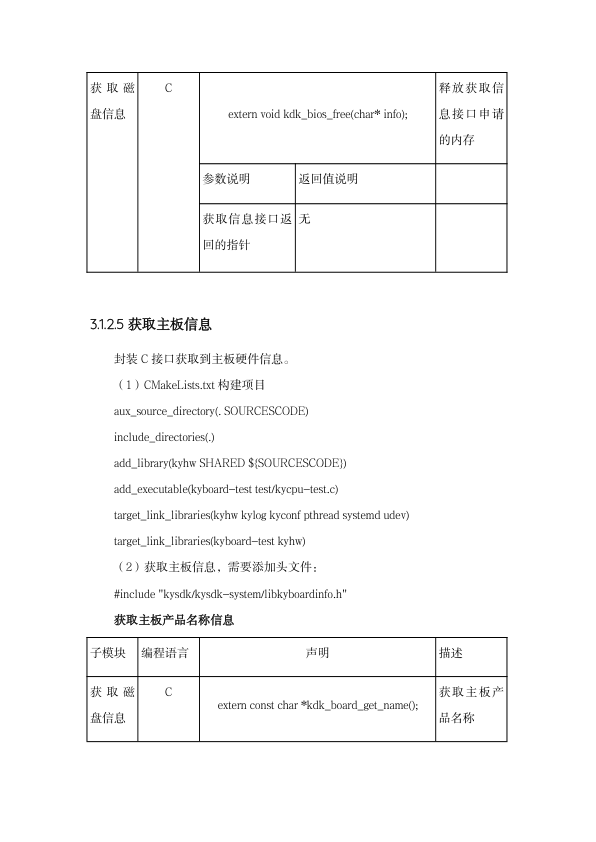 获取磁 C extern void kdk_bios_free(char* info); 释放获取信
盘信息 息接口申请
的内存
参数说明 返回值说明
获取信息接口返 无
回的指针
3.1.2.5 获取主板信息
封装 C 接口获取到主板硬件信息。
（1）CMakeLists.txt 构建项目
aux_source_directory(. SOURCESCODE)
include_directories(.)
add_library(kyhw SHARED ${SOURCESCODE})
add_executable(kyboard-test test/kycpu-test.c)
target_link_libraries(kyhw kylog kyconf pthread systemd udev)
target_link_libraries(kyboard-test kyhw)
（2）获取主板信息，需要添加头文件；
#include "kysdk/kysdk-system/libkyboardinfo.h"
获取主板产品名称信息
子模块 编程语言 声明 描述
获取磁 C extern const char *kdk_board_get_name(); 获取主板产
盘信息 品名称